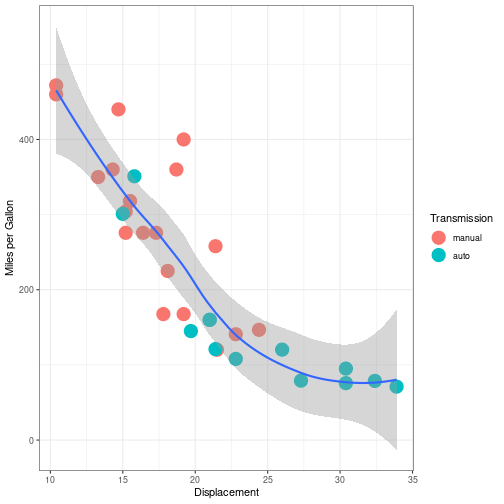 400
200
0
10 15 20 25 30 35
Displacement
Miles per Gallon
Transmission
manual
auto